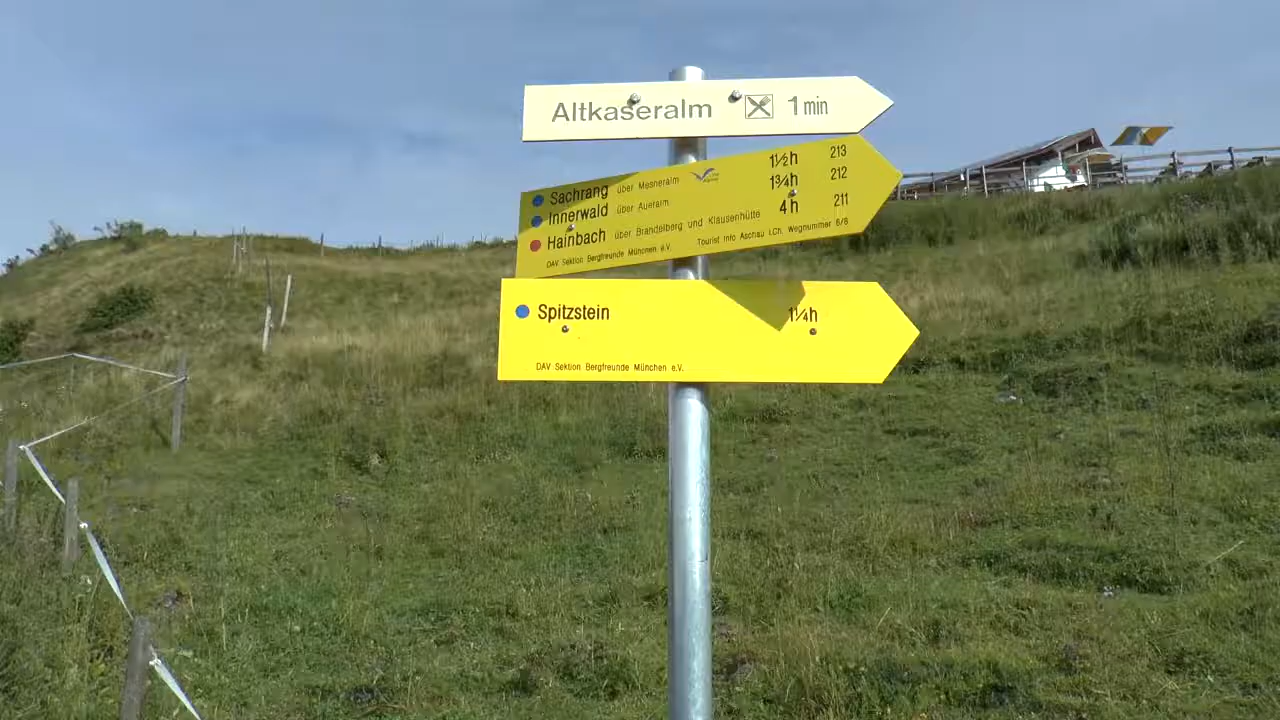 Altkaseralm 1 min
Sachrang über Mesneralm 1½h 213
Innerwald über Aueralm 1¾h 212
Hainbach über Brandelberg und Klausenhütte 4h 211
DAV Sektion Bergfreunde München e.V. Tourist Info Aschau i.Ch. Wegnummer 6/8
Spitzstein 1¼h
DAV Sektion Bergfreunde München e.V.